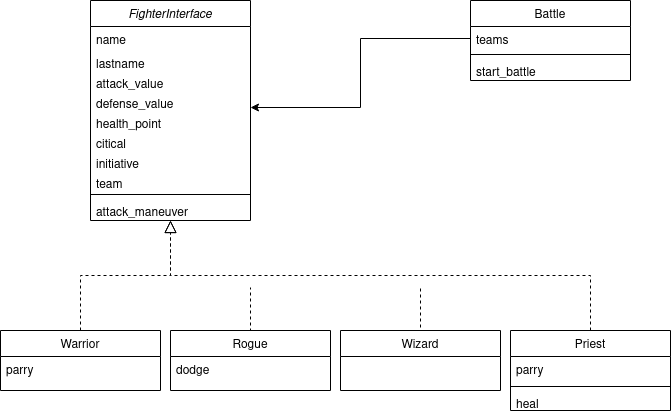 FighterInterface
name
lastname
attack_value
defense_value
health_point
citical
initiative
team
attack_maneuver
Battle
teams
start_battle
Warrior
parry
Rogue
dodge
Wizard
Priest
parry
heal